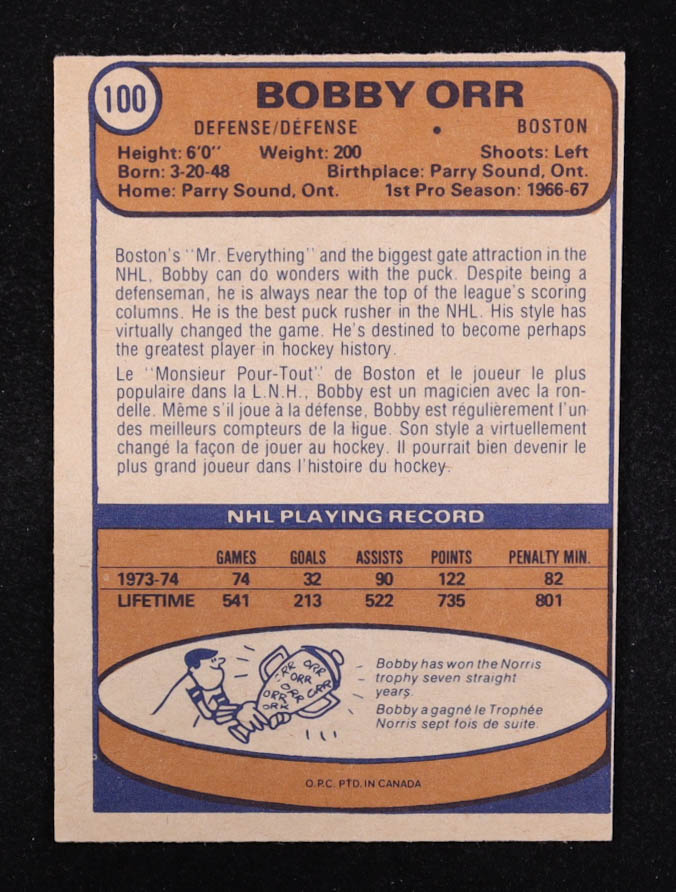 100
BOBBY ORR
DEFENSE/DÉFENSE • BOSTON
Height: 6'0" Weight: 200 Shoots: Left
Born: 3-20-48 Birthplace: Parry Sound, Ont.
Home: Parry Sound, Ont. 1st Pro Season: 1966-67
Boston's "Mr. Everything" and the biggest gate attraction in the
NHL, Bobby can do wonders with the puck. Despite being a
defenseman, he is always near the top of the league's scoring
columns. He is the best puck rusher in the NHL. His style has
virtually changed the game. He's destined to become perhaps
the greatest player in hockey history.
Le "Monsieur Pour-Tout" de Boston et le joueur le plus
populaire dans la L.N.H., Bobby est un magicien avec la ron-
delle. Même s'il joue à la défense, Bobby est régulièrement l'un
des meilleurs compteurs de la ligue. Son style a virtuellement
changé la façon de jouer au hockey. Il pourrait bien devenir le
plus grand joueur dans l'histoire du hockey.
NHL PLAYING RECORD
GAMES GOALS ASSISTS POINTS PENALTY MIN.
1973-74 74 32 90 122 82
LIFETIME 541 213 522 735 801
ORR ORR
ORR
ORR ORR
ORR
ORR
Bobby has won the Norris
trophy seven straight
years.
Bobby a gagné le Trophée
Norris sept fois de suite.
O.P.C. PTD. IN CANADA